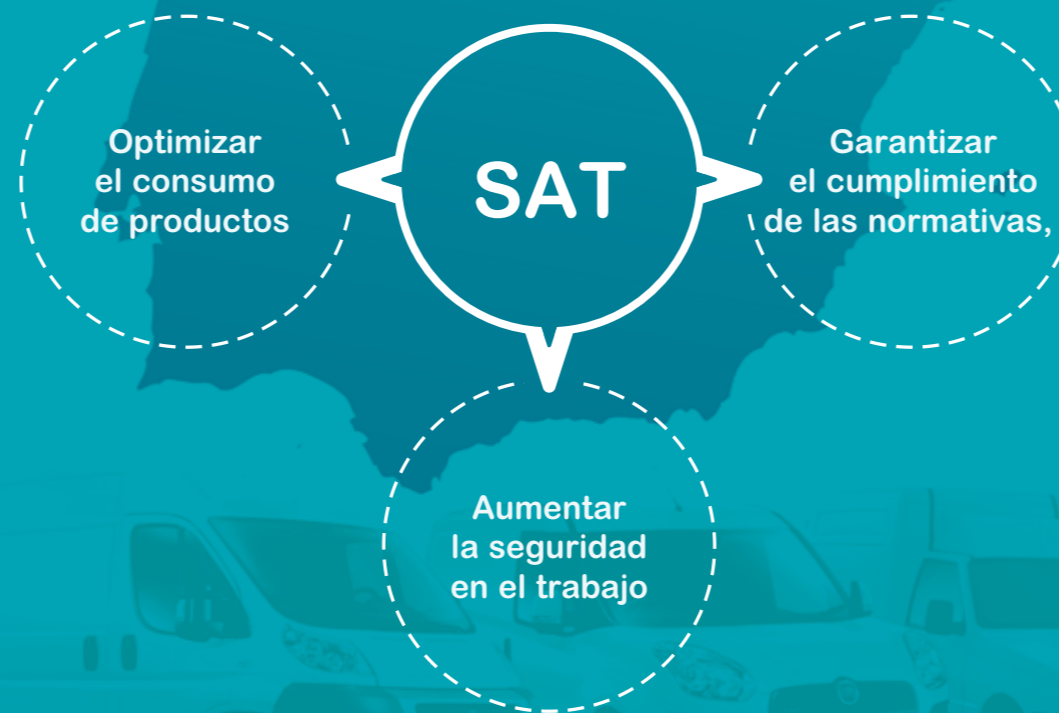 SAT
Optimizar
el consumo
de productos
Garantizar
el cumplimiento
de las normativas,
Aumentar
la seguridad
en el trabajo